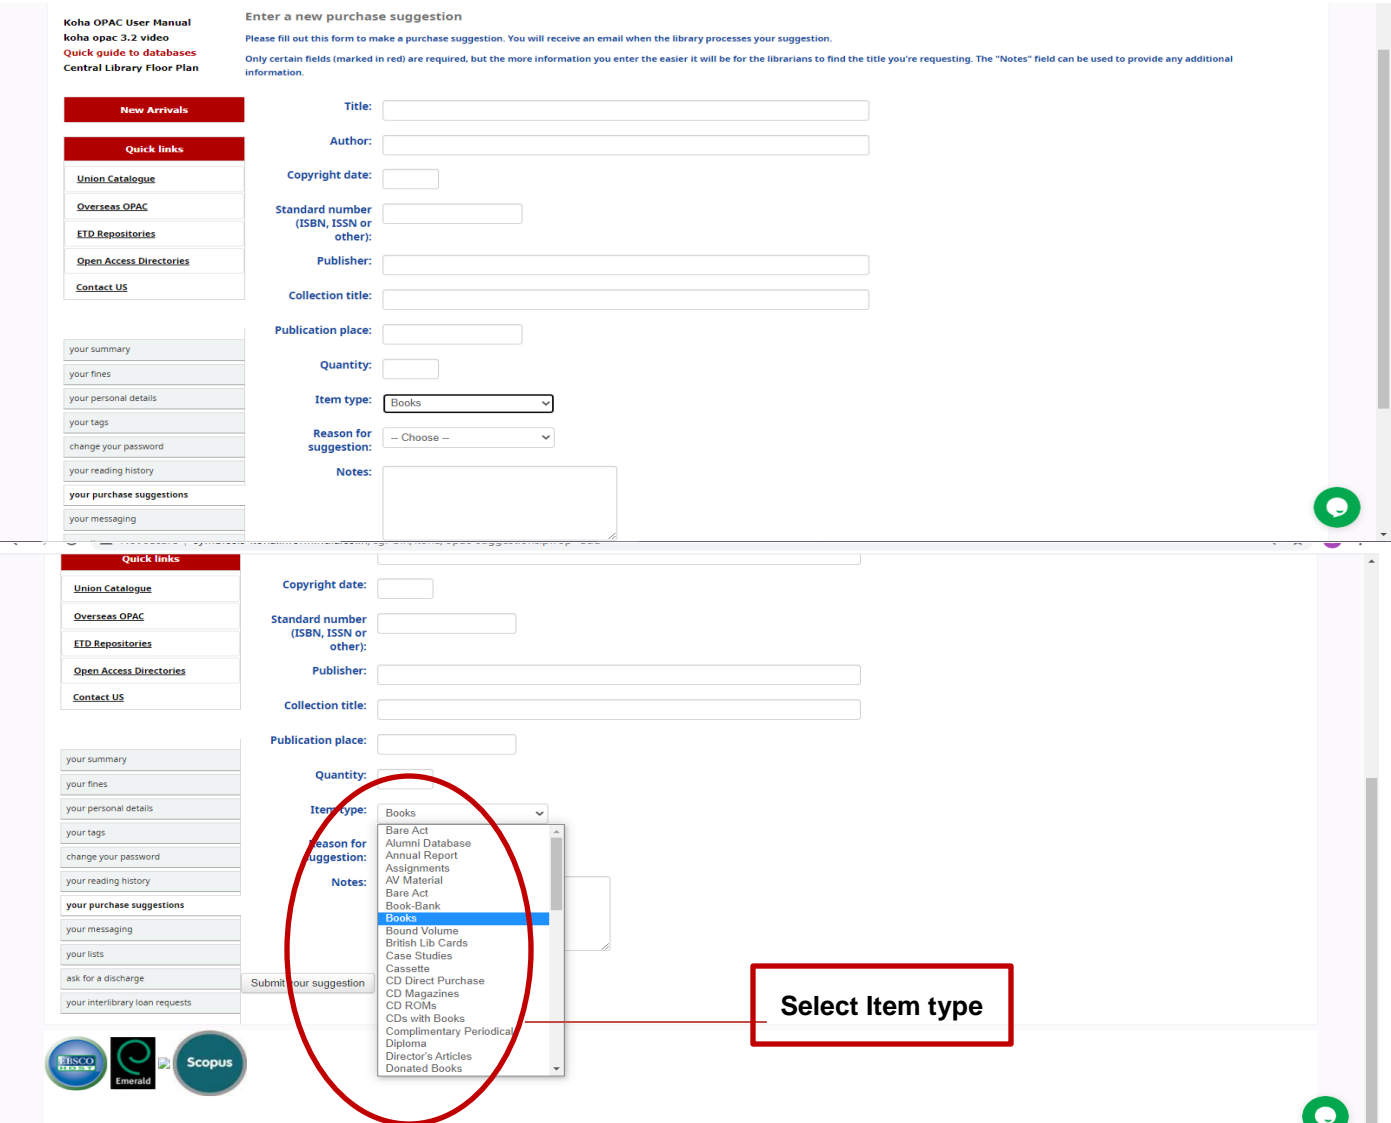 Koha OPAC User Manual
koha opac 3.2 video
Quick guide to databases
Central Library Floor Plan
New Arrivals
Quick links
Union Catalogue
Overseas OPAC
ETD Repositories
Open Access Directories
Contact US
your summary
your fines
your personal details
your tags
change your password
your reading history
your purchase suggestions
your messaging
Enter a new purchase suggestion
Please fill out this form to make a purchase suggestion. You will receive an email when the library processes your suggestion.
Only certain fields (marked in red) are required, but the more information you enter the easier it will be for the librarians to find the title you're requesting. The "Notes" field can be used to provide any additional
information.
Title:
Author:
Copyright date:
Standard number
(ISBN, ISSN or
other):
Publisher:
Collection title:
Publication place:
Quantity:
Item type: Books
Reason for
suggestion: -- Choose --
Notes:
Quick links
Union Catalogue
Overseas OPAC
ETD Repositories
Open Access Directories
Contact US
your summary
your fines
your personal details
your tags
change your password
your reading history
your purchase suggestions
your messaging
your lists
ask for a discharge
your interlibrary loan requests
Copyright date:
Standard number
(ISBN, ISSN or
other):
Publisher:
Collection title:
Publication place:
Quantity:
Item type: Books
Reason for
suggestion:
Notes:
Bare Act
Alumni Database
Annual Report
Assignments
AV Material
Bare Act
Book-Bank
Books
Bound Volume
British Lib Cards
Case Studies
Cassette
CD Direct Purchase
CD Magazines
CD ROMs
CDs with Books
Complimentary Periodical
Diploma
Director's Articles
Donated Books
Submit your suggestion
Select Item type
EBSCO
HOST
Emerald
Scopus